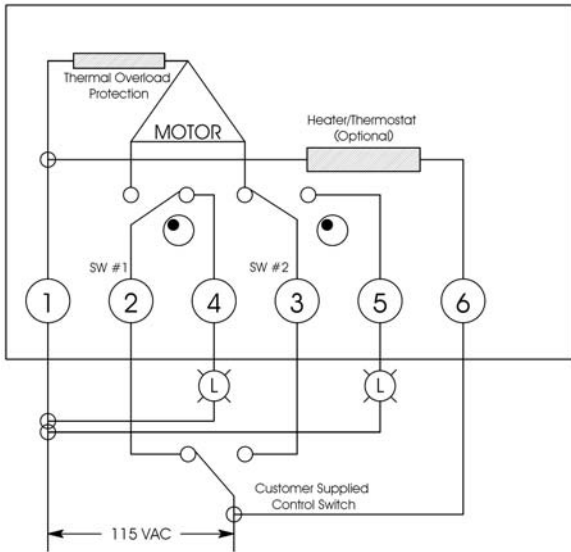 Thermal Overload
Protection
MOTOR
Heater/Thermostat
(Optional)
SW #1
SW #2
1
2
4
3
5
6
L
L
Customer Supplied
Control Switch
115 VAC